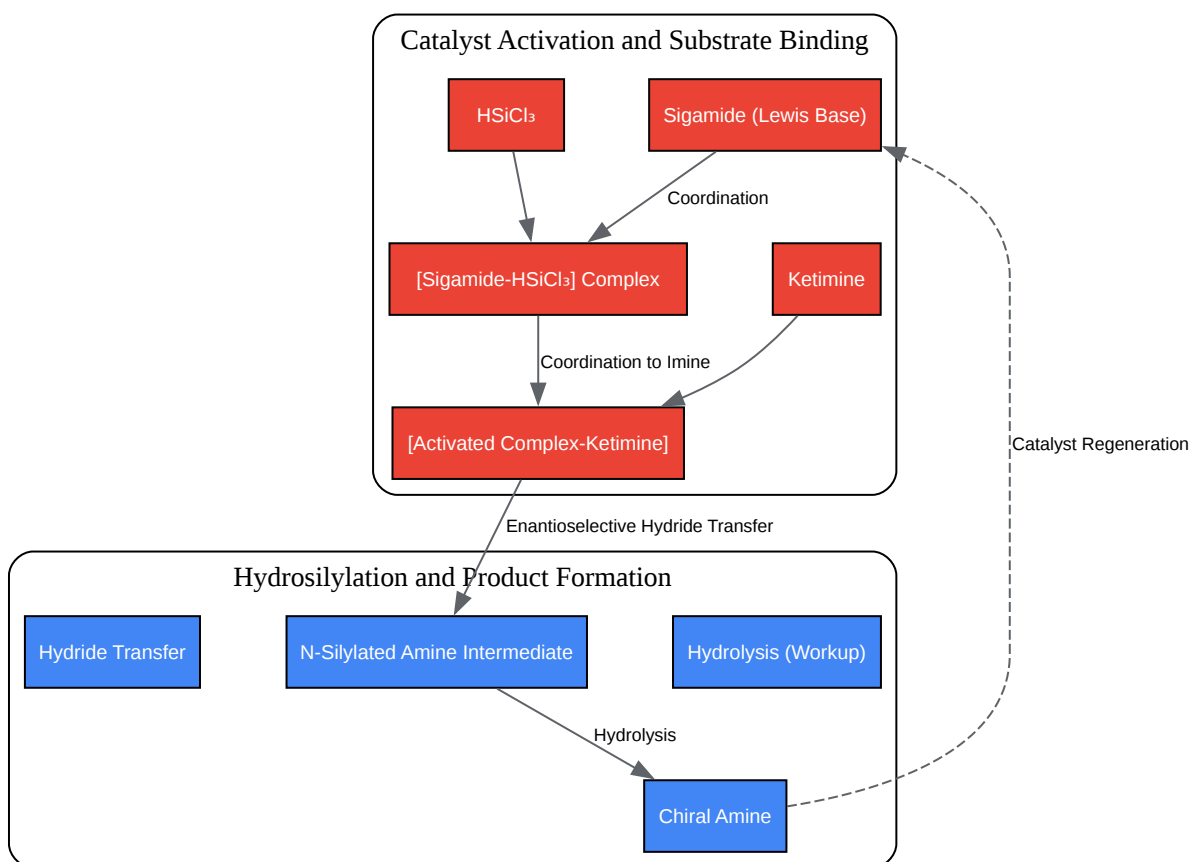 Catalyst Activation and Substrate Binding
HSiCl₃
Sigamide (Lewis Base)
Coordination
[Sigamide-HSiCl₃] Complex
Ketimine
Coordination to Imine
[Activated Complex-Ketimine]
Catalyst Regeneration
Enantioselective Hydride Transfer
Hydrosilylation and Product Formation
Hydride Transfer
N-Silylated Amine Intermediate
Hydrolysis (Workup)
Hydrolysis
Chiral Amine